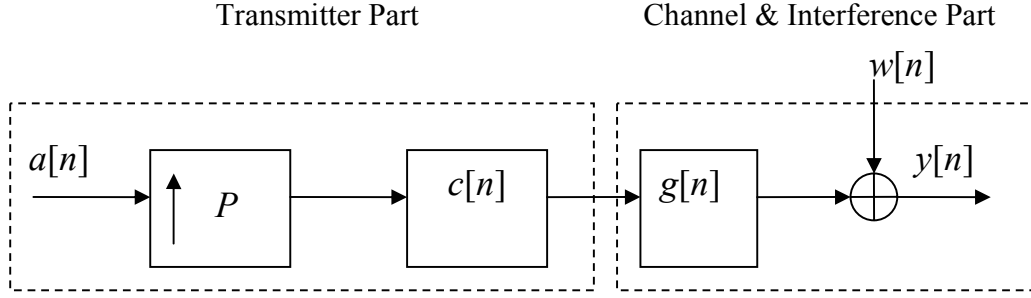 Transmitter Part
Channel & Interference Part
w[n]
a[n]
P
c[n]
g[n]
y[n]